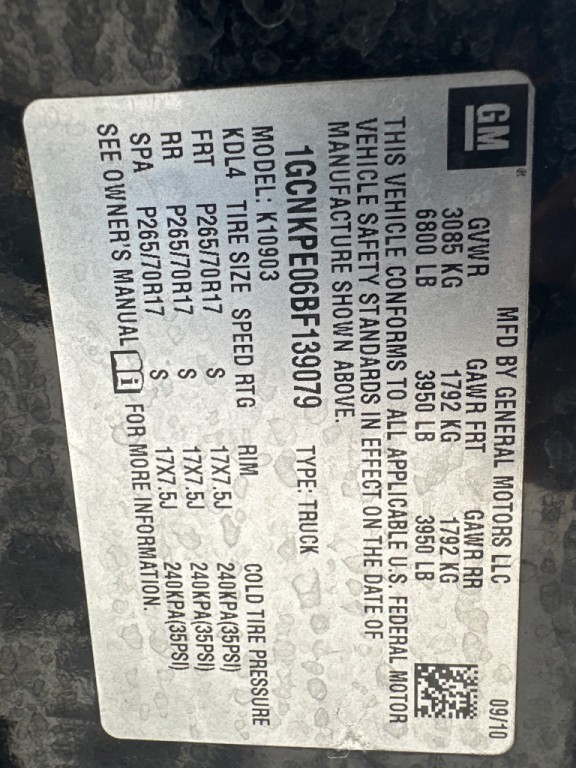 GM®
MFD BY GENERAL MOTORS LLC 09/10
GVWR GAWR FRT GAWR RR
3085 KG 1792 KG 1792 KG
6800 LB 3950 LB 3950 LB
THIS VEHICLE CONFORMS TO ALL APPLICABLE U.S. FEDERAL MOTOR
VEHICLE SAFETY STANDARDS IN EFFECT ON THE DATE OF
MANUFACTURE SHOWN ABOVE.
1GCNKPE06BF139079 TYPE: TRUCK
MODEL: K10903
KDL4 TIRE SIZE SPEED RTG RIM COLD TIRE PRESSURE
FRT P265/70R17 S 17X7.5J 240KPA(35PSI)
RR P265/70R17 S 17X7.5J 240KPA(35PSI)
SPA P265/70R17 S 17X7.5J 240KPA(35PSI)
SEE OWNER'S MANUAL i FOR MORE INFORMATION.